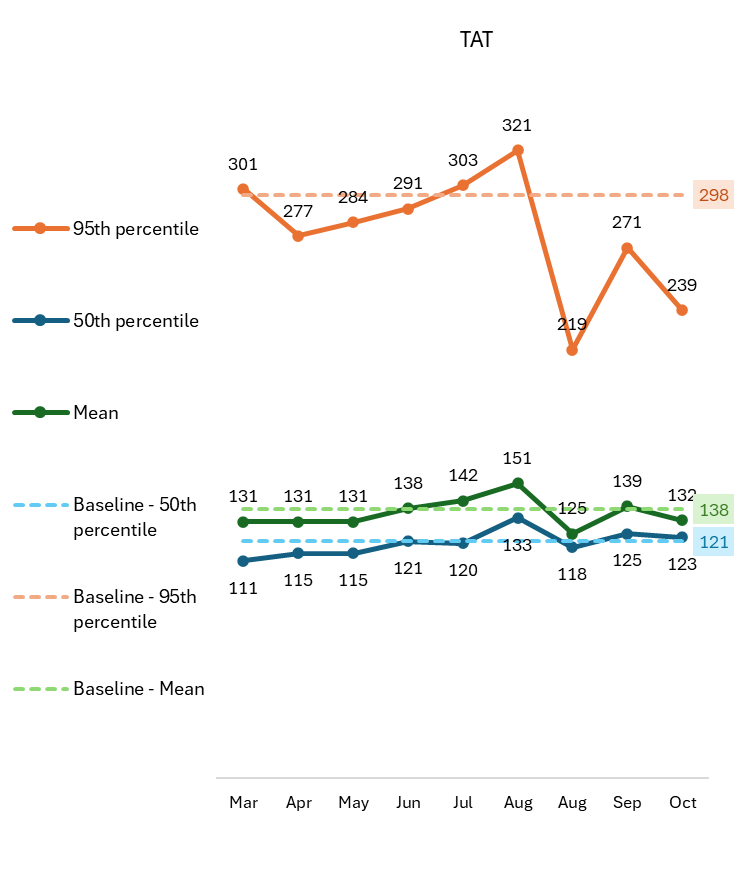 TAT
321
301
303
291
284
277
298
95th percentile
271
239
50th percentile
219
Mean
151
142
139
138
131 131 131
132
125
138
Baseline - 50th
percentile
133
121
111
115
115
121
120
118
125
123
Baseline - 95th
percentile
Baseline - Mean
Mar Apr May Jun Jul Aug Aug Sep Oct